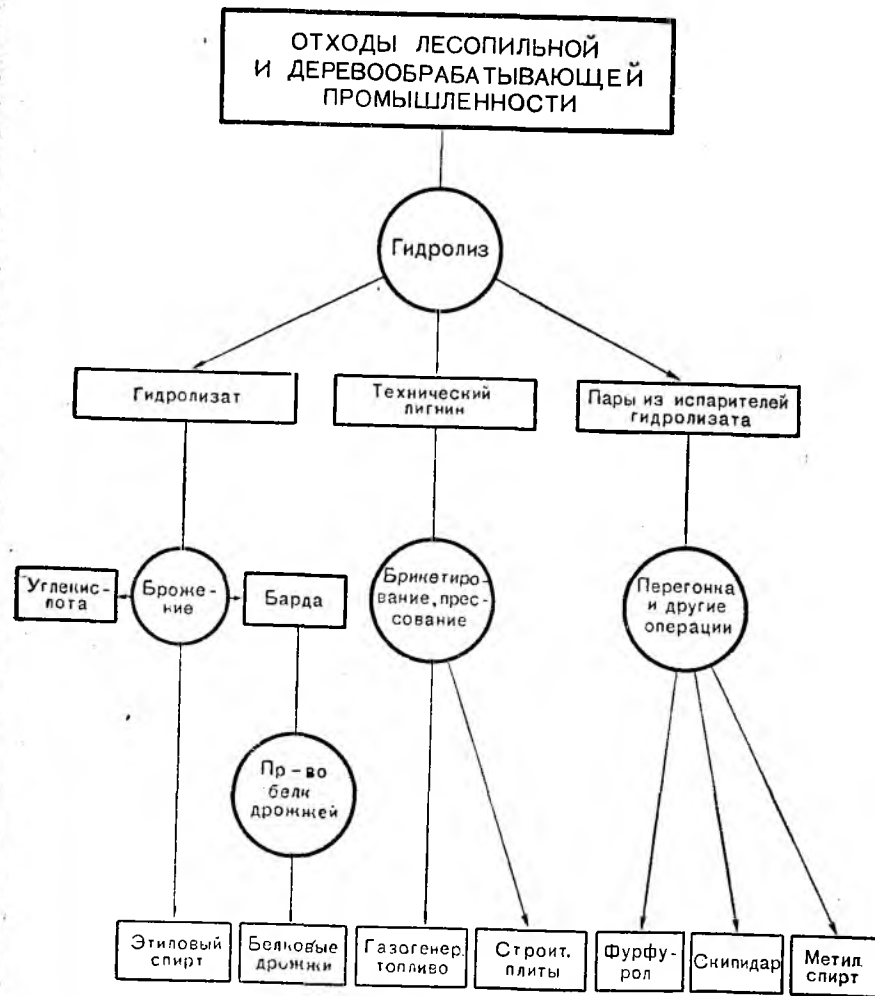 ОТХОДЫ ЛЕСОПИЛЬНОЙ
И ДЕРЕВООБРАБАТЫВАЮЩЕЙ
ПРОМЫШЛЕННОСТИ
Гидролиз
Гидролизат
Технический
лигнин
Пары из испарителей
гидролизата
Углекис-
лота
Броже-
ние
Барда
Брикетиро-
вание, прес-
сование
Перегонка
и другие
операции
Пр-во
белк
дрожжей
Этиловый
спирт
Белковые
дрожжи
Газогенер.
топливо
Строит.
плиты
Фурфу-
рол
Скипидар
Метил.
спирт